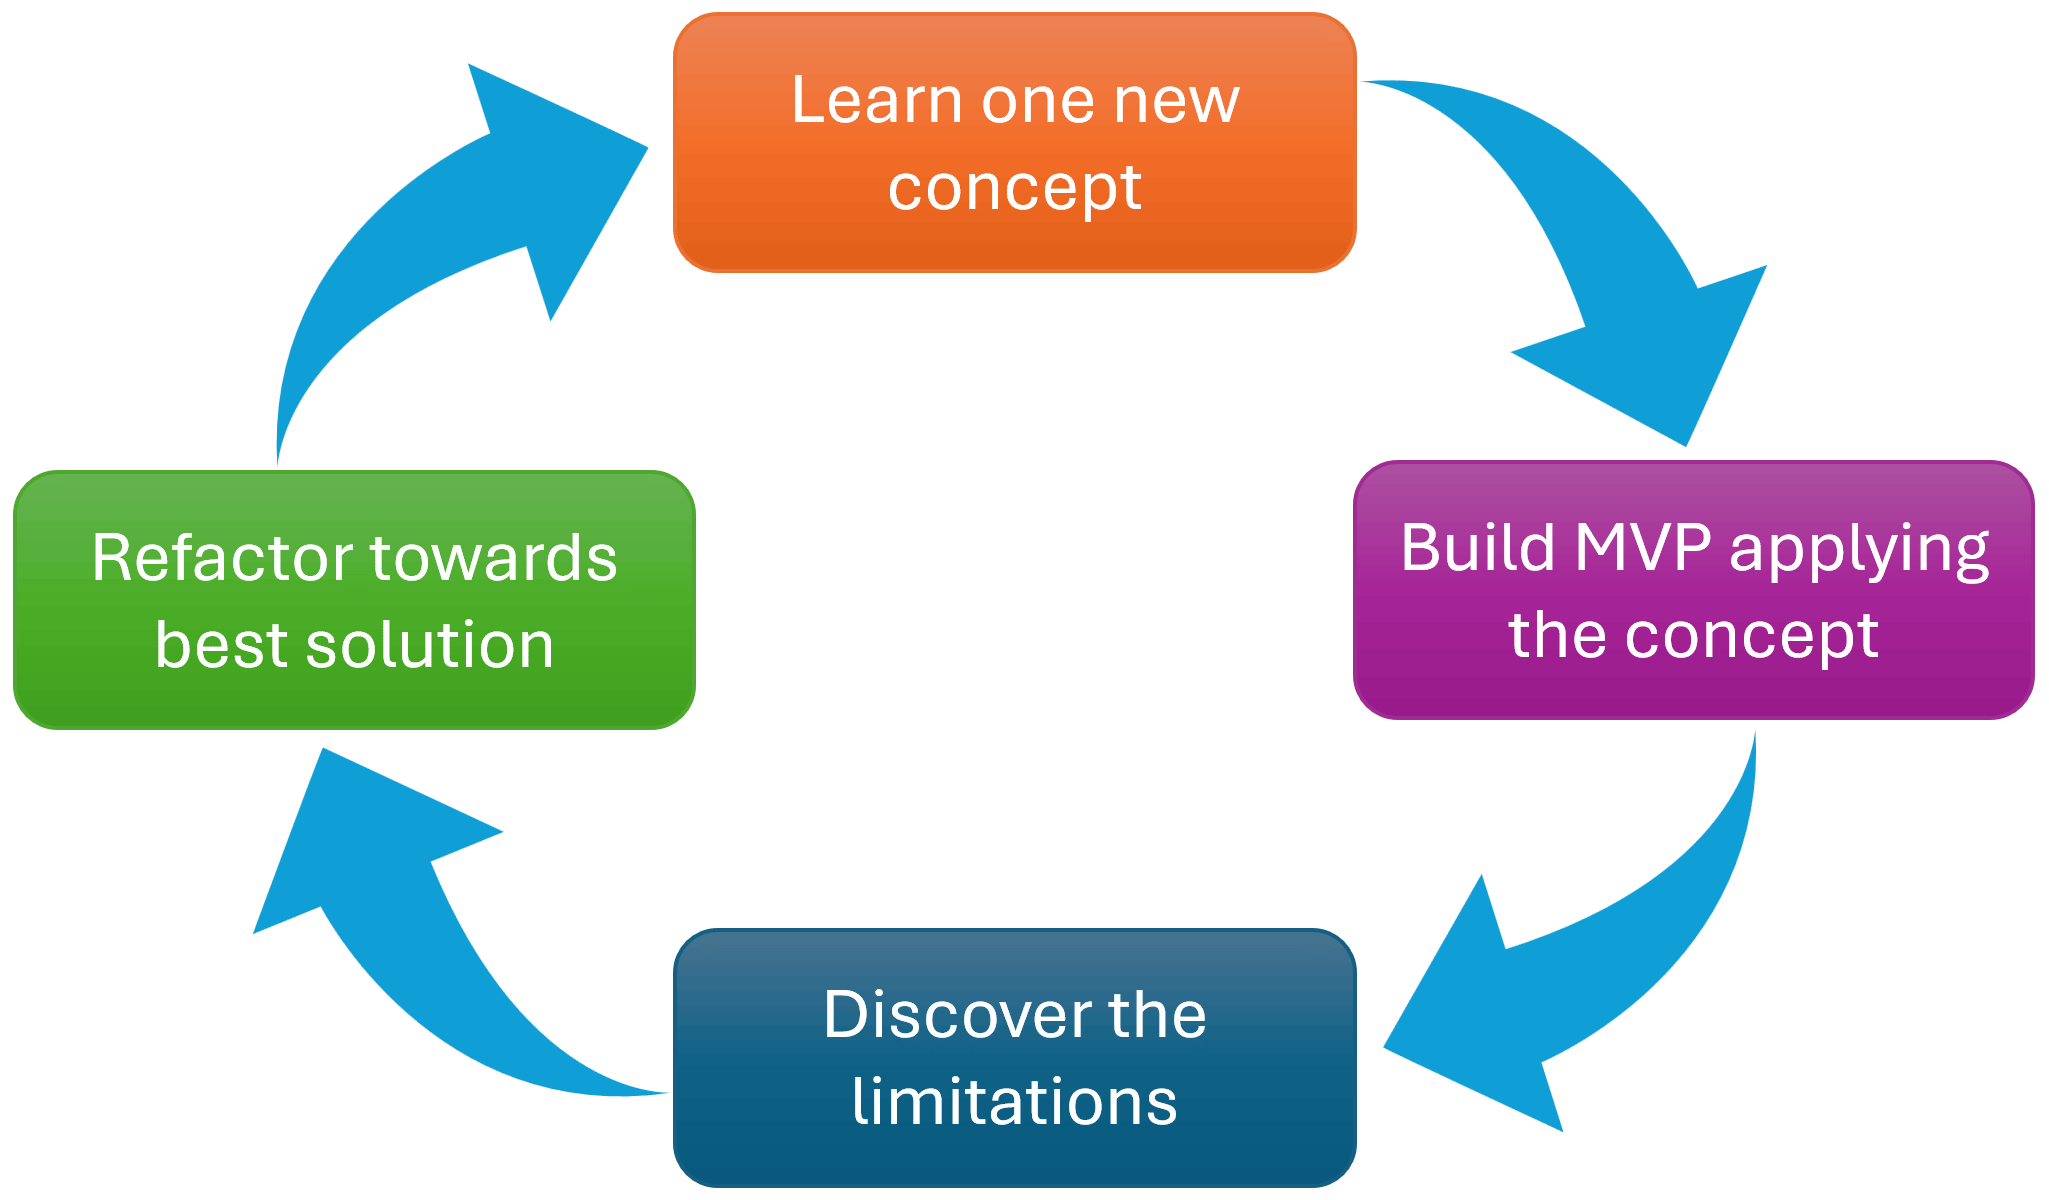 Learn one new
concept
Build MVP applying
the concept
Discover the
limitations
Refactor towards
best solution